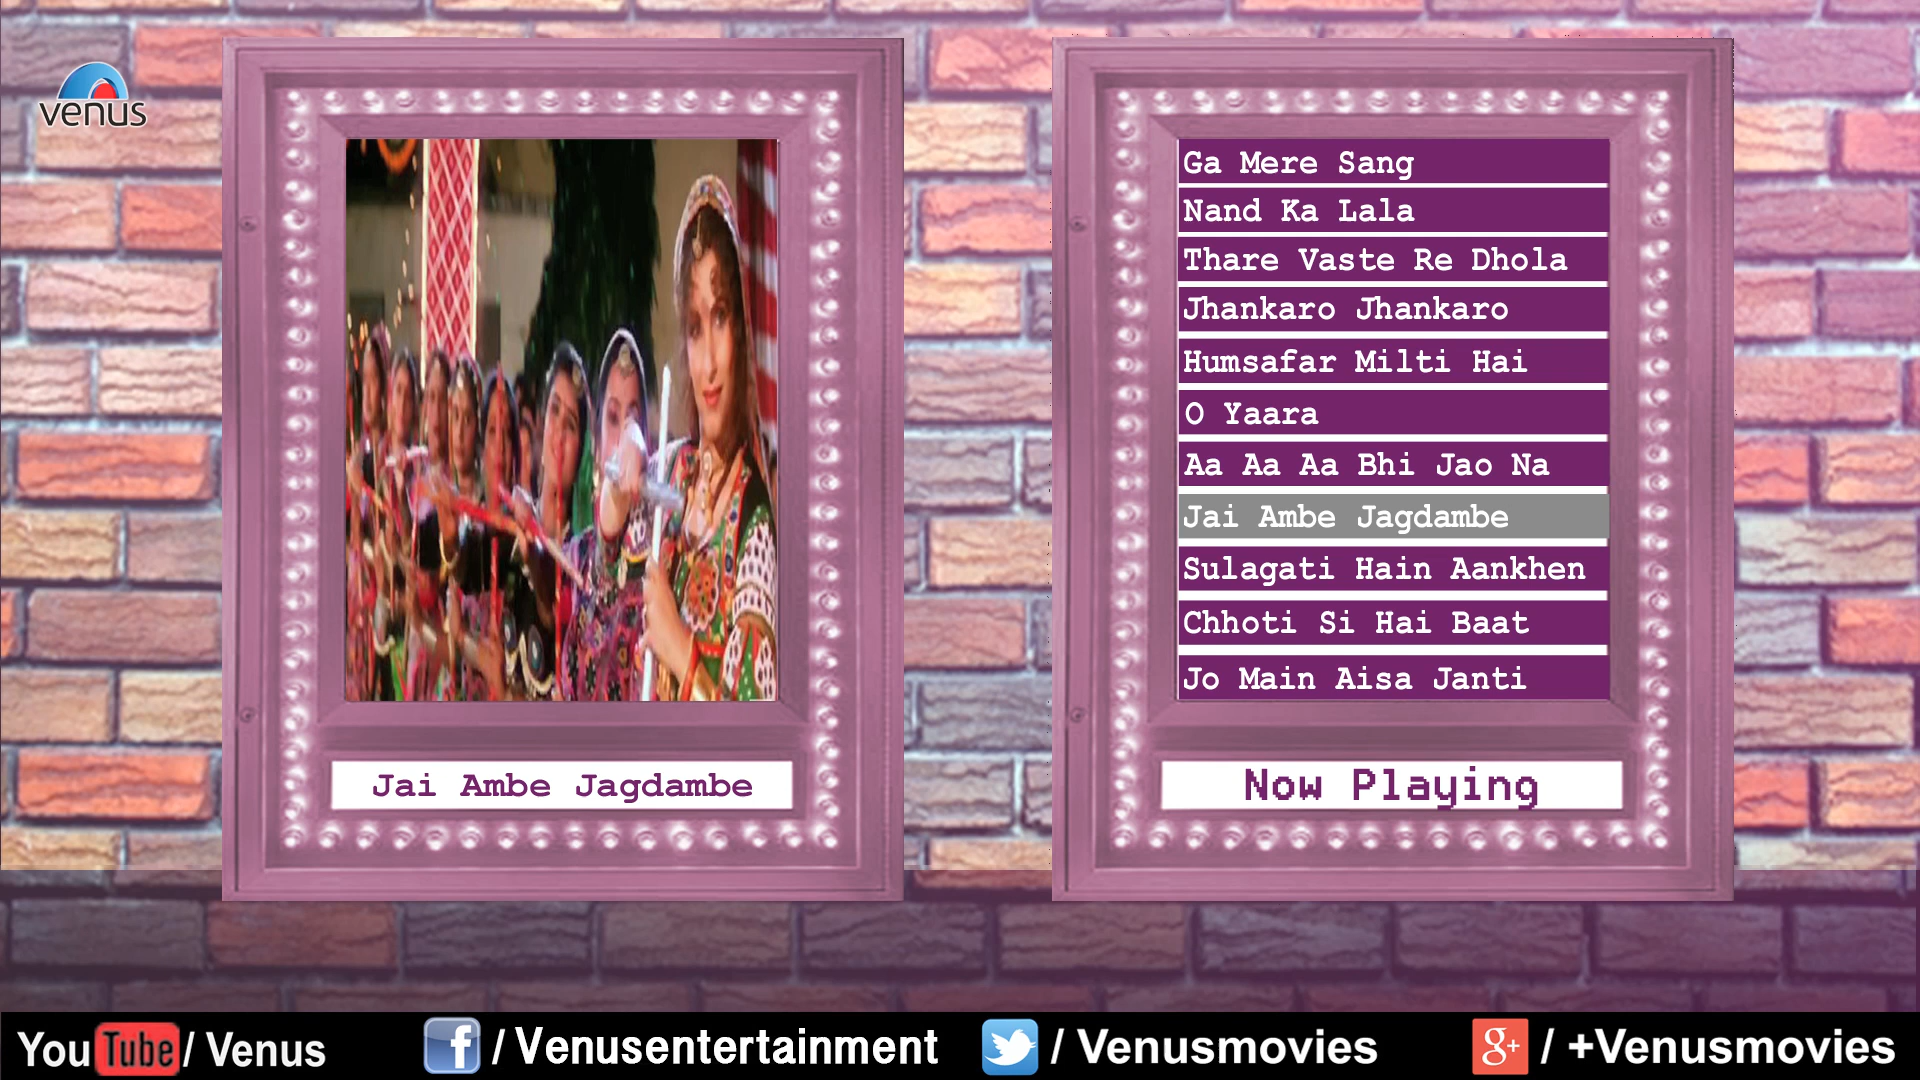 venus
Ga Mere Sang
Nand Ka Lala
Thare Vaste Re Dhola
Jhankaro Jhankaro
Humsafar Milti Hai
O Yaara
Aa Aa Aa Bhi Jao Na
Jai Ambe Jagdambe
Sulagati Hain Aankhen
Chhoti Si Hai Baat
Jo Main Aisa Janti
Jai Ambe Jagdambe
Now Playing
YouTube / Venus
f / Venusentertainment
/ Venusmovies
g+ / +Venusmovies